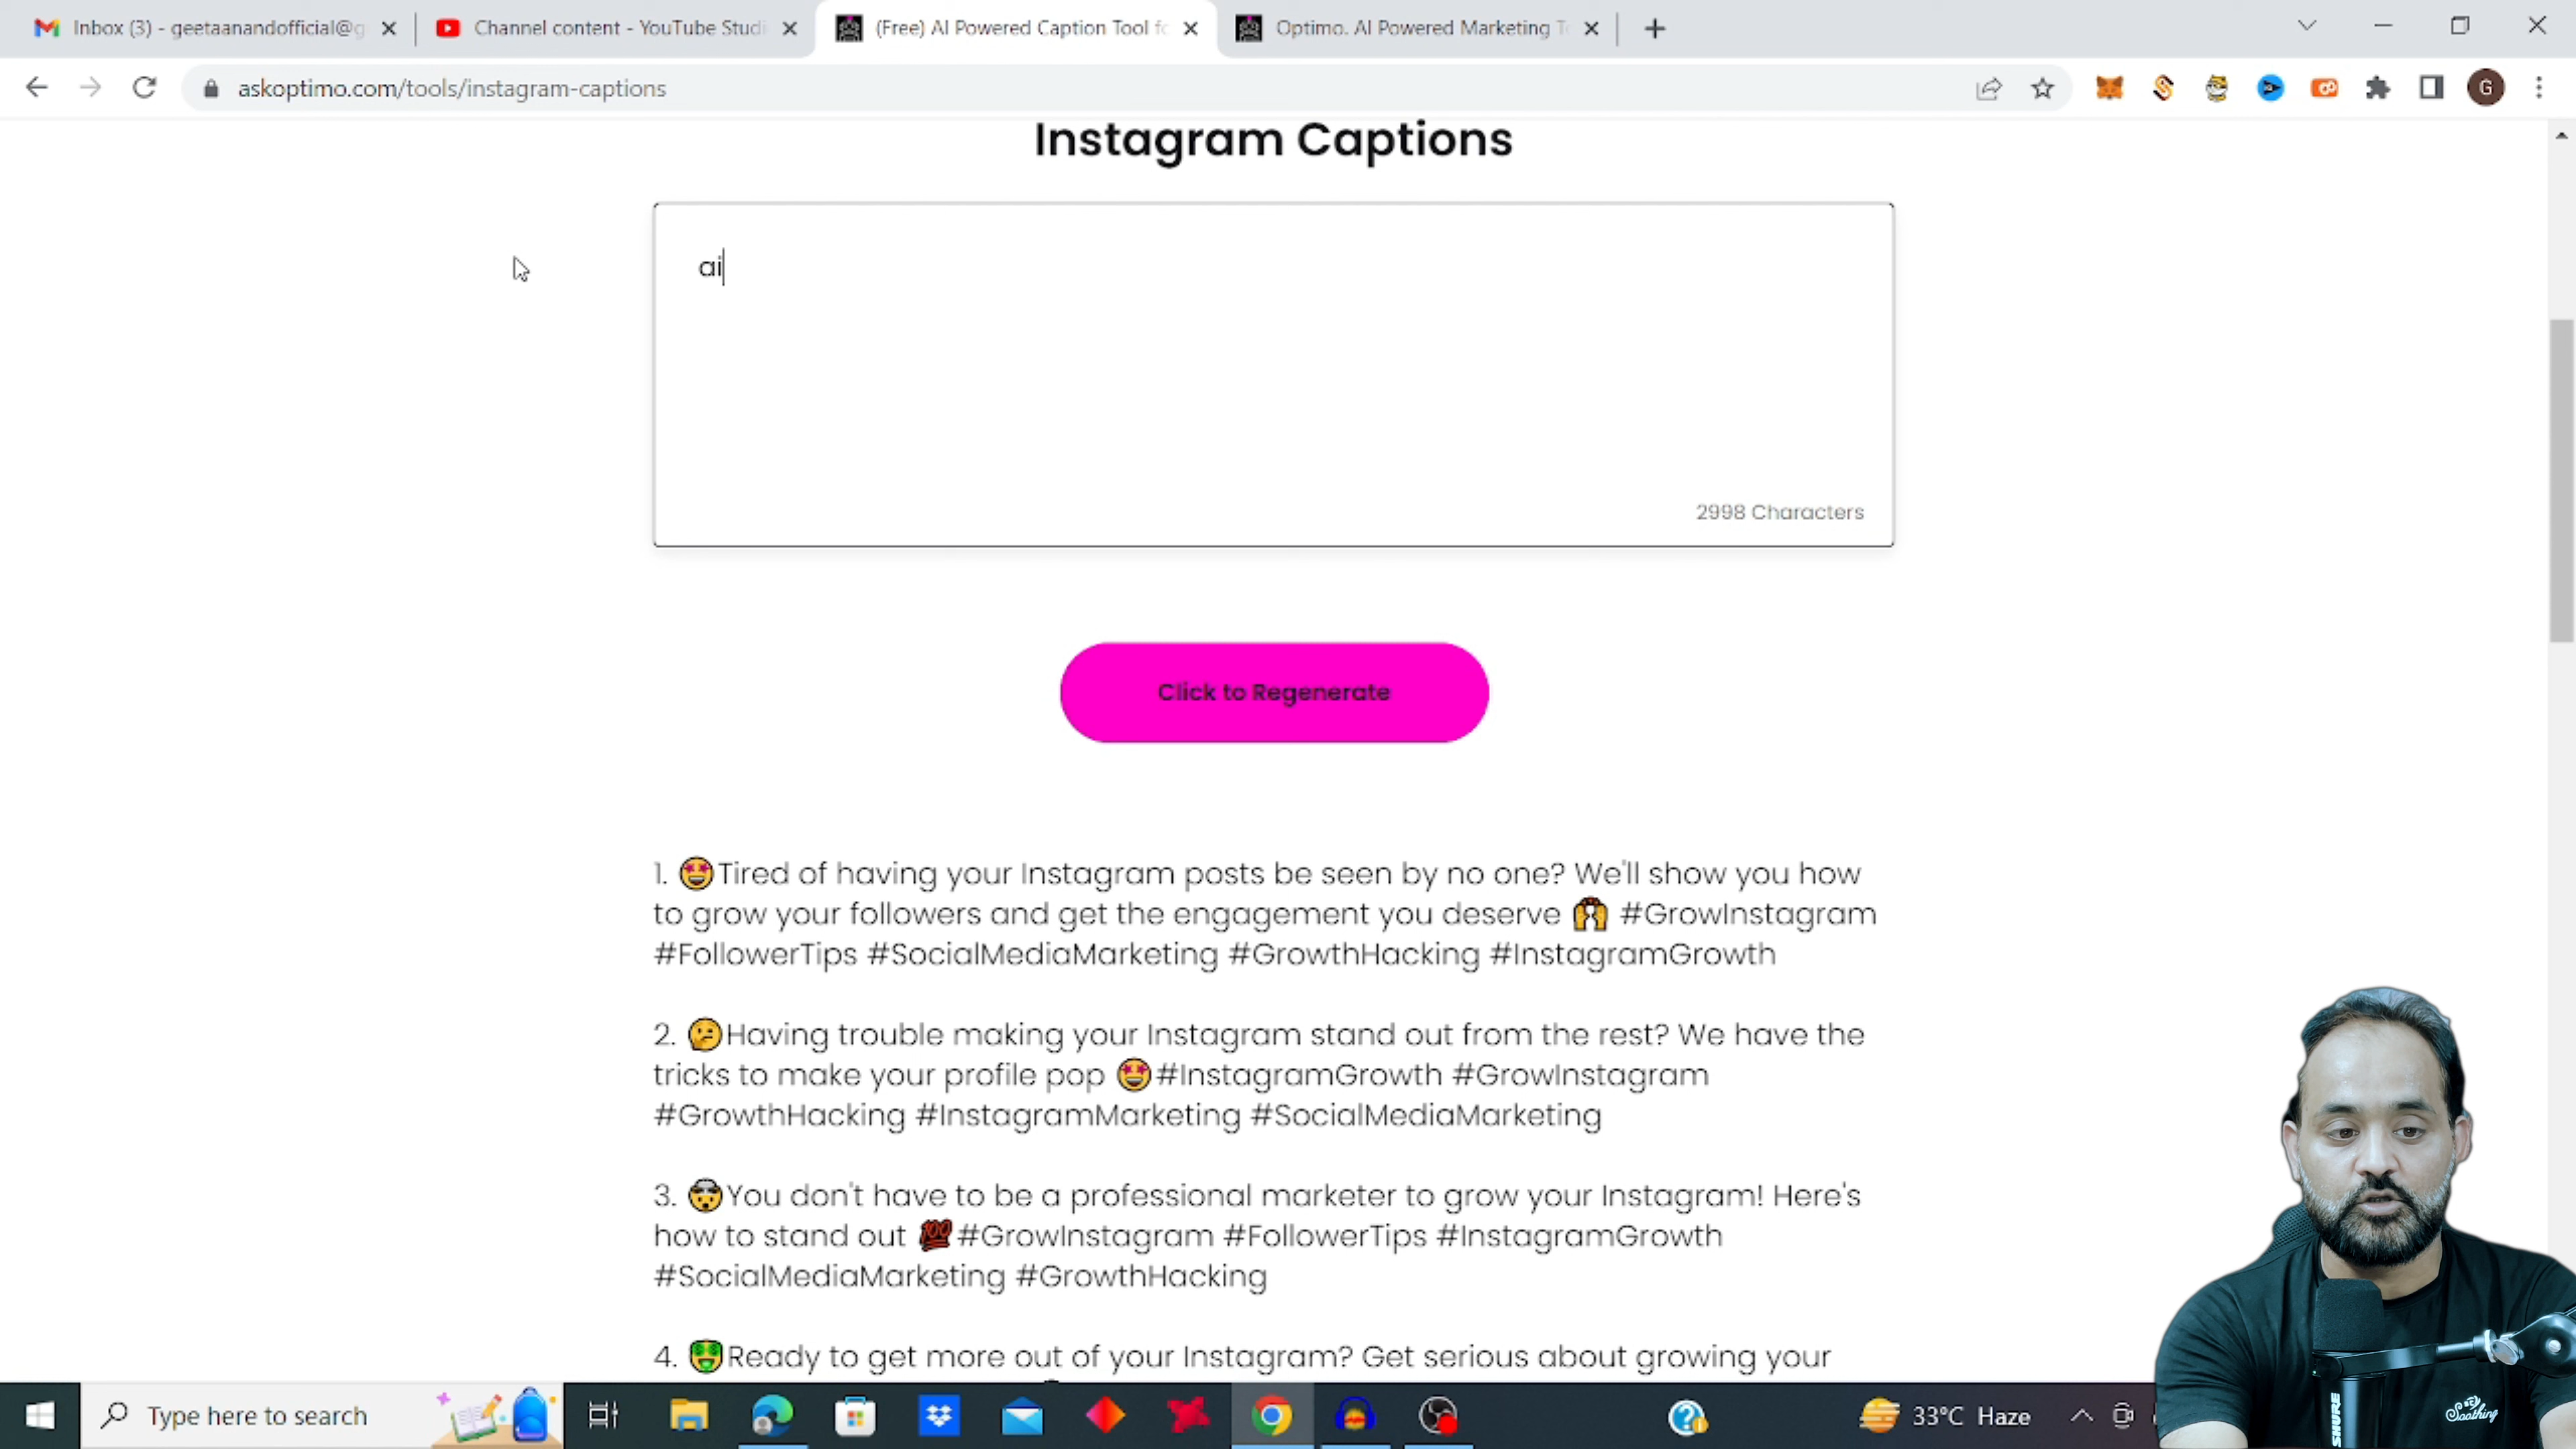 Inbox (3) - geetaanandofficial@g
Channel content - YouTube Studi
(Free) AI Powered Caption Tool fo
Optimo. AI Powered Marketing T
askoptimo.com/tools/instagram-captions
G
Instagram Captions
ai
2998 Characters
Click to Regenerate
1. 🤩Tired of having your Instagram posts be seen by no one? We'll show you how
to grow your followers and get the engagement you deserve 🙌 #GrowInstagram
#FollowerTips #SocialMediaMarketing #GrowthHacking #InstagramGrowth
2. 🤔Having trouble making your Instagram stand out from the rest? We have the
tricks to make your profile pop 🤩#InstagramGrowth #GrowInstagram
#GrowthHacking #InstagramMarketing #SocialMediaMarketing
3. 🤯You don't have to be a professional marketer to grow your Instagram! Here's
how to stand out 💯#GrowInstagram #FollowerTips #InstagramGrowth
#SocialMediaMarketing #GrowthHacking
4. 🤑Ready to get more out of your Instagram? Get serious about growing your
Type here to search
33°C Haze
SHURE
Soothing